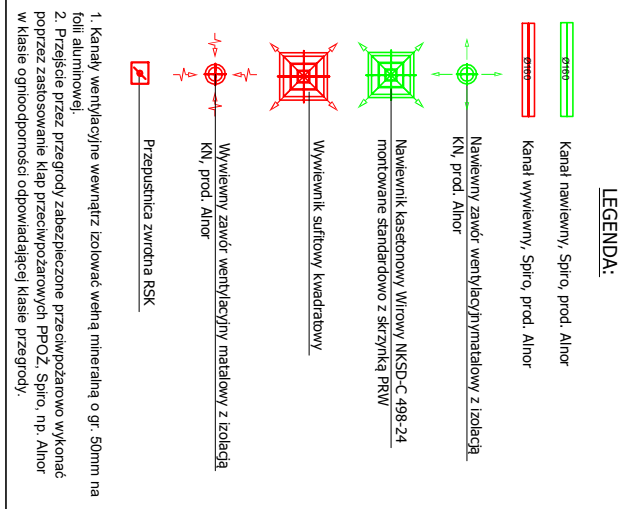 LEGENDA:
Ø160
Kanał nawiewny, Spiro, prod. Alnor
Ø160
Kanał wywiewny, Spiro, prod. Alnor
Nawiewny zawór wentylacyjnymatalowy z izolacją
KN, prod. Alnor
Nawiewnik kasetonowy Wirowy NKSD-C 498-24
montowane standardowo z skrzynką PRW
Wywiewnik sufitowy kwadratowy
Wywiewny zawór wentylacyjny matalowy z izolacją
KN, prod. Alnor
Przepustnica zwrotna RSK
1. Kanały wentylacyjne wewnątrz izolować wełną mineralną o gr. 50mm na
folii aluminowej.
2. Przejście przez przegrody zabezpieczone przeciwpożarowo wykonać
poprzez zastosowanie klap przeciwpożarowych PPOŻ, Spiro, np. Alnor
w klasie ognioodporności odpowiadającej klasie przegrody.